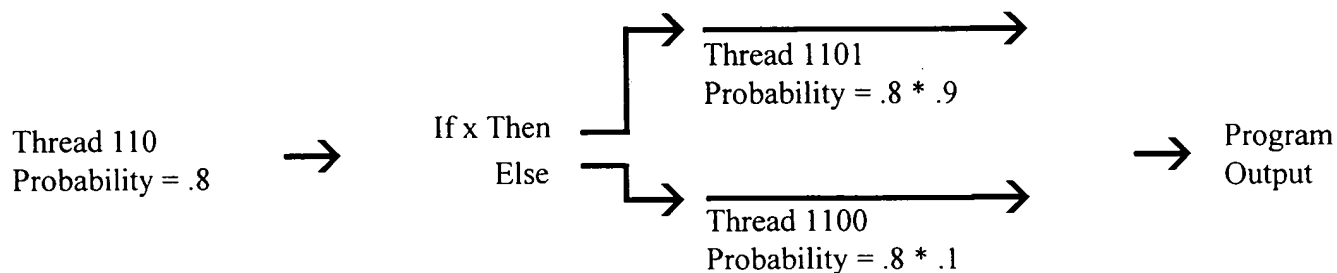 Thread 110
Probability = .8
If x Then
Else
Thread 1101
Probability = .8 * .9
Thread 1100
Probability = .8 * .1
Program
Output